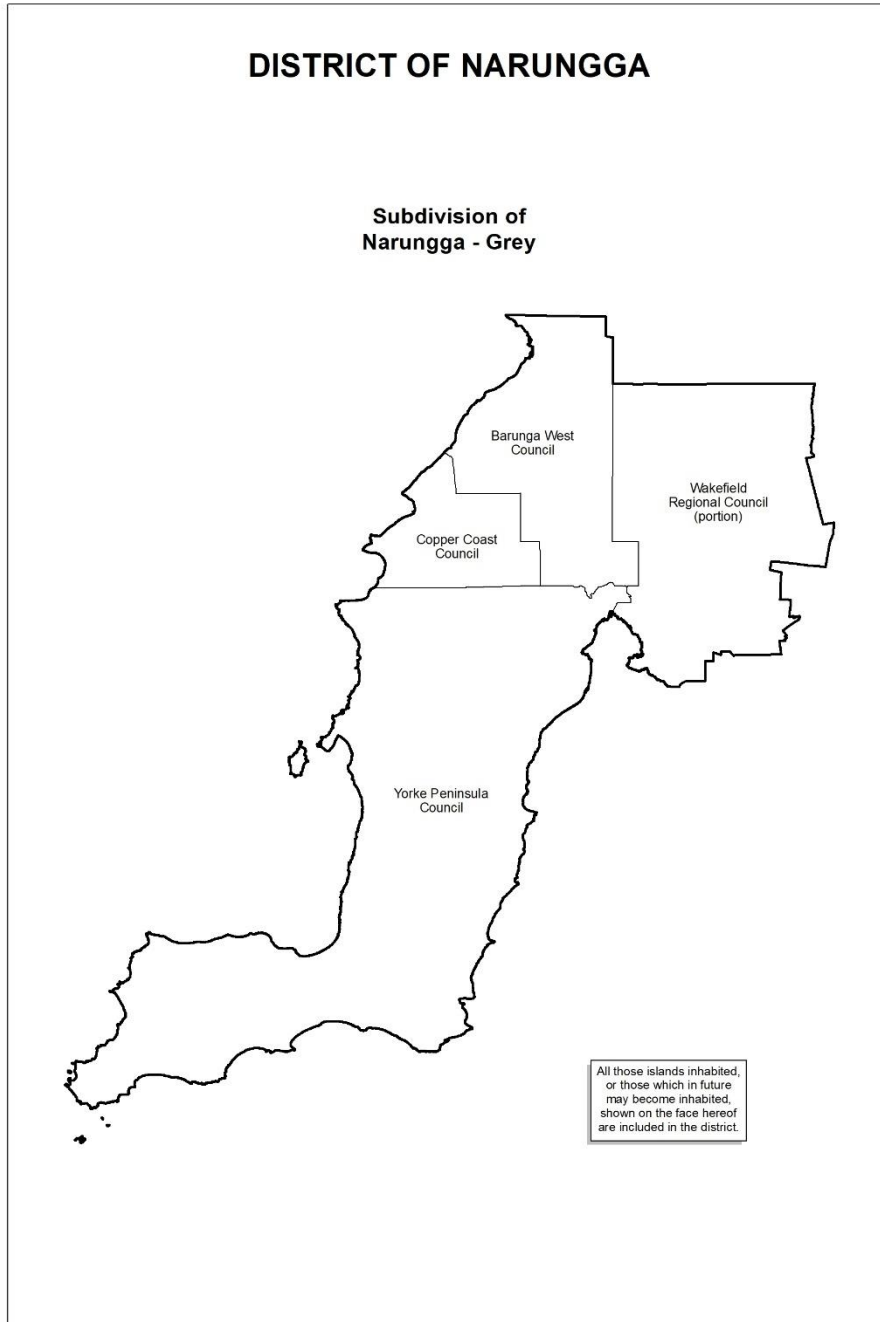 DISTRICT OF NARUNGGA
Subdivision of
Narungga - Grey
Barunga West
Council
Wakefield
Regional Council
(portion)
Copper Coast
Council
Yorke Peninsula
Council
All those islands inhabited,
or those which in future
may become inhabited,
shown on the face hereof
are included in the district.